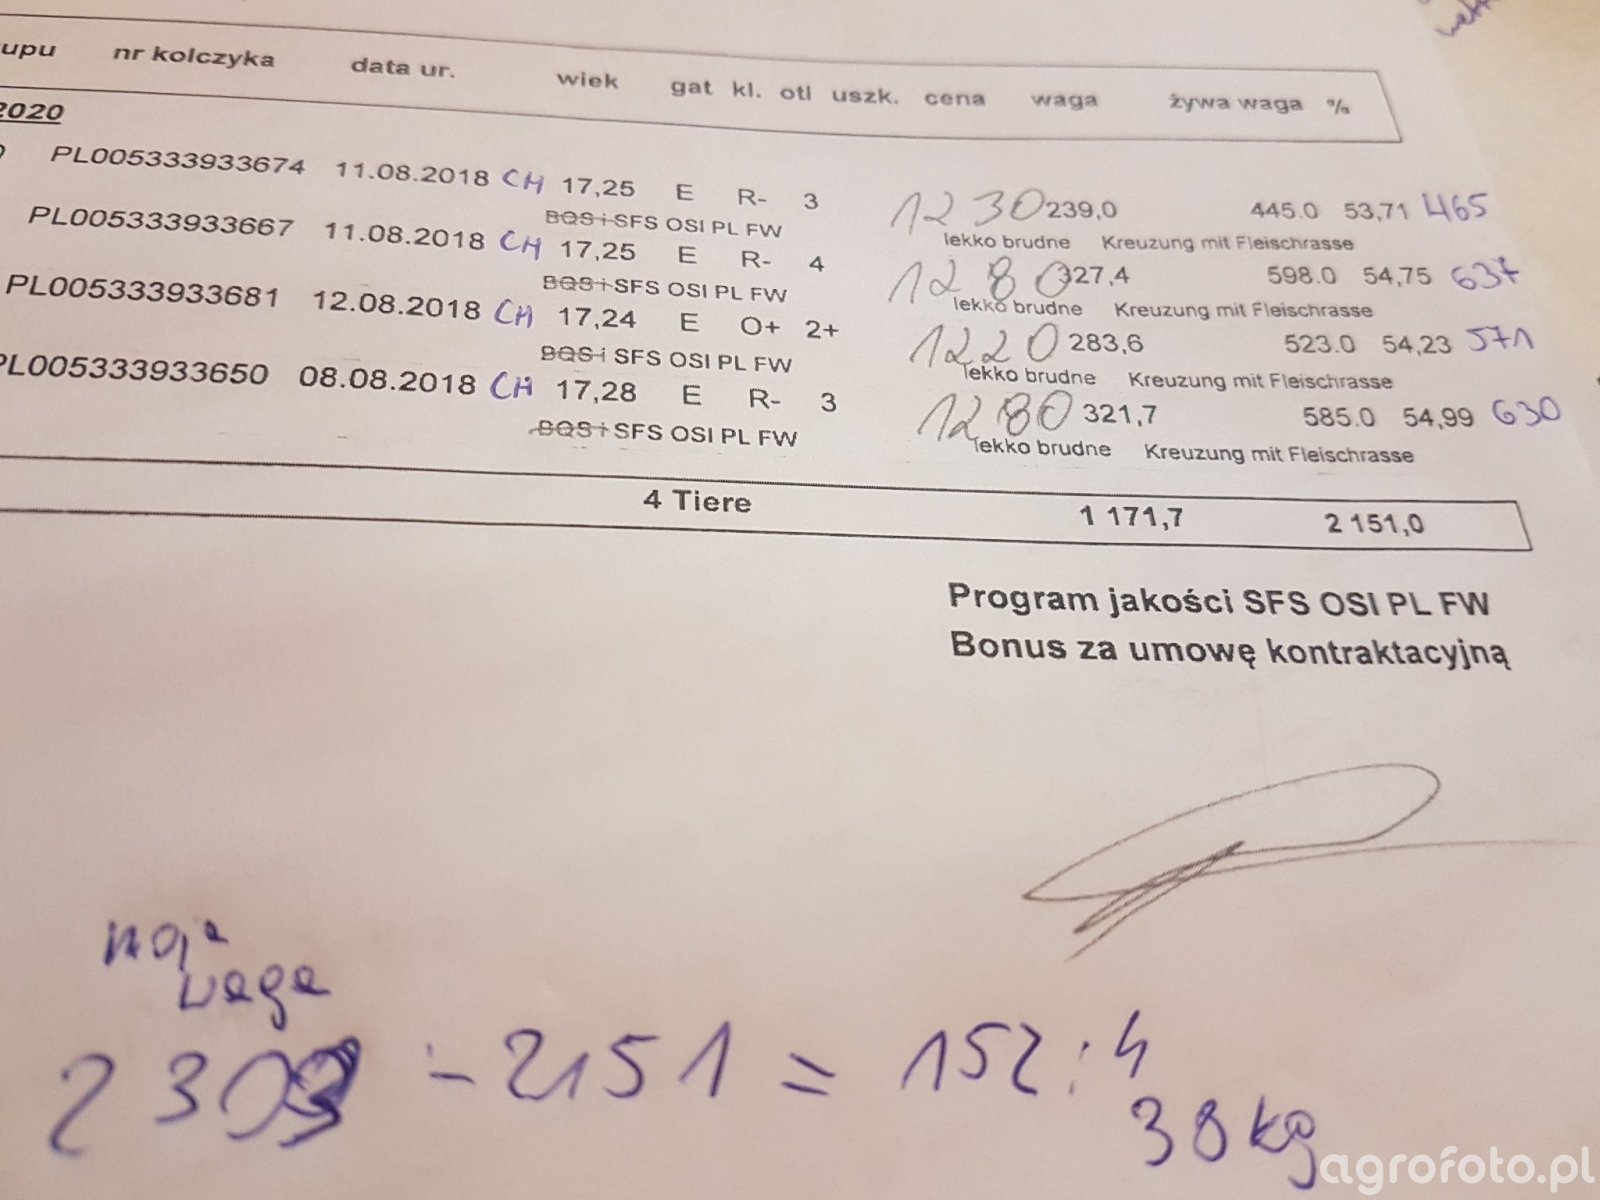 upu nr kolczyka data ur. wiek gat kl. otł uszk. cena waga żywa waga %
2020
PL005333933674 11.08.2018 CH 17,25 E R- 3 1230 239,0 445.0 53,71 465
BQS i SFS OSI PL FW lekko brudne Kreuzung mit Fleischrasse
PL005333933667 11.08.2018 CH 17,25 E R- 4 1280 327,4 598.0 54,75 637
BQS i SFS OSI PL FW lekko brudne Kreuzung mit Fleischrasse
PL005333933681 12.08.2018 CH 17,24 E O+ 2+ 1220 283,6 523.0 54,23 571
BQS i SFS OSI PL FW lekko brudne Kreuzung mit Fleischrasse
PL005333933650 08.08.2018 CH 17,28 E R- 3 1280 321,7 585.0 54,99 630
BQS i SFS OSI PL FW lekko brudne Kreuzung mit Fleischrasse
4 Tiere 1 171,7 2 151,0
Program jakości SFS OSI PL FW
Bonus za umowę kontraktacyjną
moja
waga
2303 - 2151 = 152 : 4
38 kg
agrofoto.pl